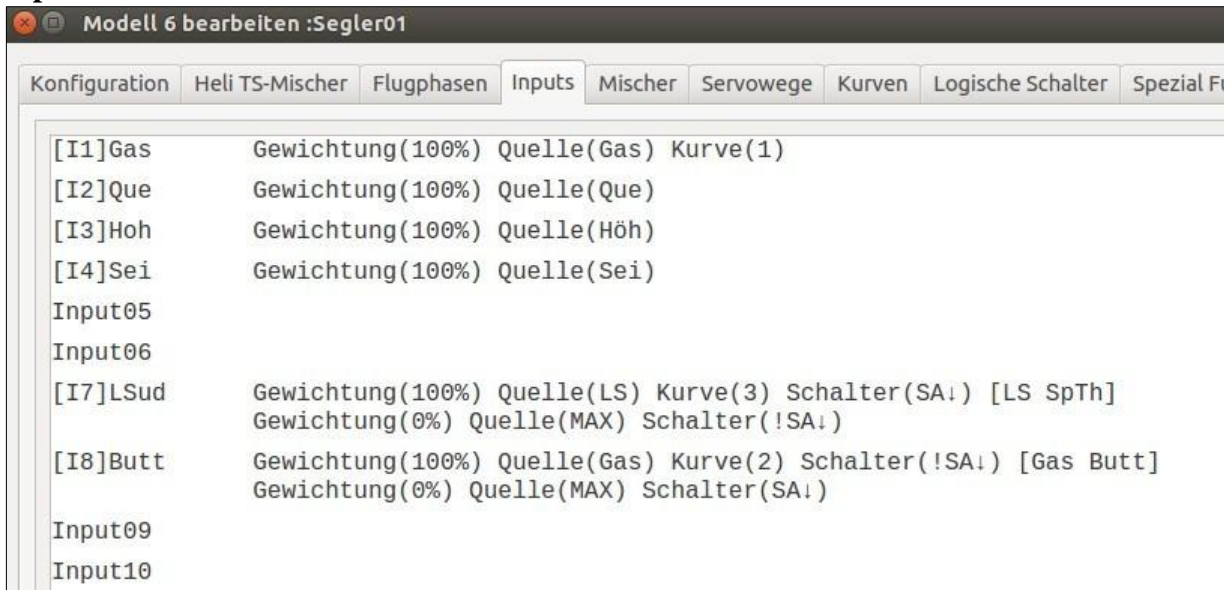 Modell 6 bearbeiten :Segler01
Konfiguration Heli TS-Mischer Flugphasen Inputs Mischer Servowege Kurven Logische Schalter Spezial
[I1]Gas Gewichtung(100%) Quelle(Gas) Kurve(1)
[I2]Que Gewichtung(100%) Quelle(Que)
[I3]Hoh Gewichtung(100%) Quelle(Höh)
[I4]Sei Gewichtung(100%) Quelle(Sei)
Input05
Input06
[I7]LSud Gewichtung(100%) Quelle(LS) Kurve(3) Schalter(SA↓) [LS SpTh]
Gewichtung(0%) Quelle(MAX) Schalter(!SA↓)
[I8]Butt Gewichtung(100%) Quelle(Gas) Kurve(2) Schalter(!SA↓) [Gas Butt]
Gewichtung(0%) Quelle(MAX) Schalter(SA↓)
Input09
Input10